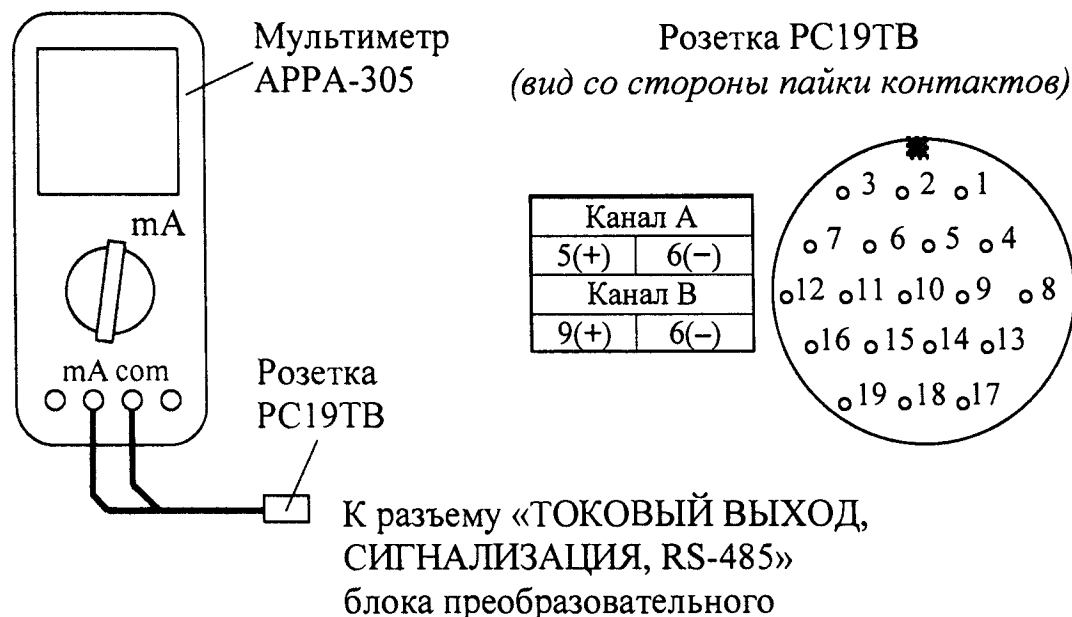 Мультиметр
APPA-305
mA
mA com
Розетка
РС19ТВ
К разъему «ТОКОВЫЙ ВЫХОД,
СИГНАЛИЗАЦИЯ, RS-485»
блока преобразовательного
Розетка РС19ТВ
(вид со стороны пайки контактов)
Канал А
5(+) 6(−)
Канал В
9(+) 6(−)
3 2 1
7 6 5 4
12 11 10 9 8
16 15 14 13
19 18 17